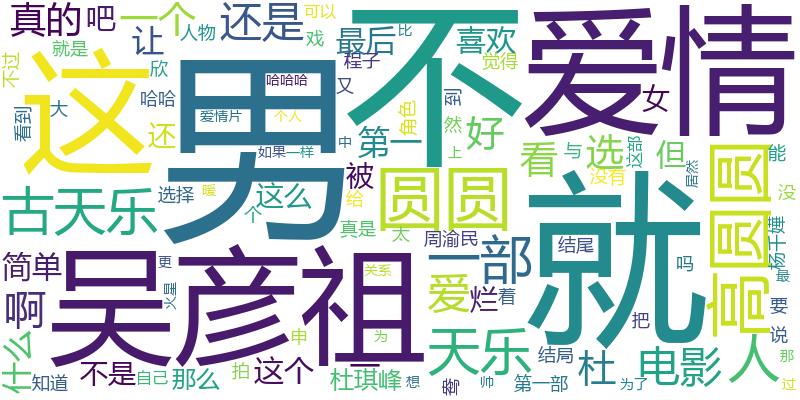 真的
吧
一个
还是
不
爱情
喜欢
让
人物
可以
戏
比
最后
不过
就是
欣
程子
觉得
这
男
哈哈
哈哈哈
又
女
看到
大
爱情片
个人
到
角色
然
还
如果一样
中
第一
上
好
看
与
选
这部
但
能
古天乐
选择
个
这么
暖
被
给
圆圆
没有
居然
没
高圆圆
杨千嬅
真是
太
周渝民
就
简单
吴彦祖
更
一部
结尾
吗
最
啊
火星
关系
爱
烂
着
把
要
说
什么
申
为
天乐
结局
杜
电影
人
那
知道
不是
自己
那么
拍
这个
一
杜琪峰
想
帅
第一部
为了
过